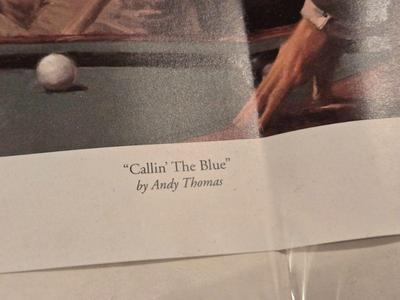 “Callin’ The Blue”
by Andy Thomas